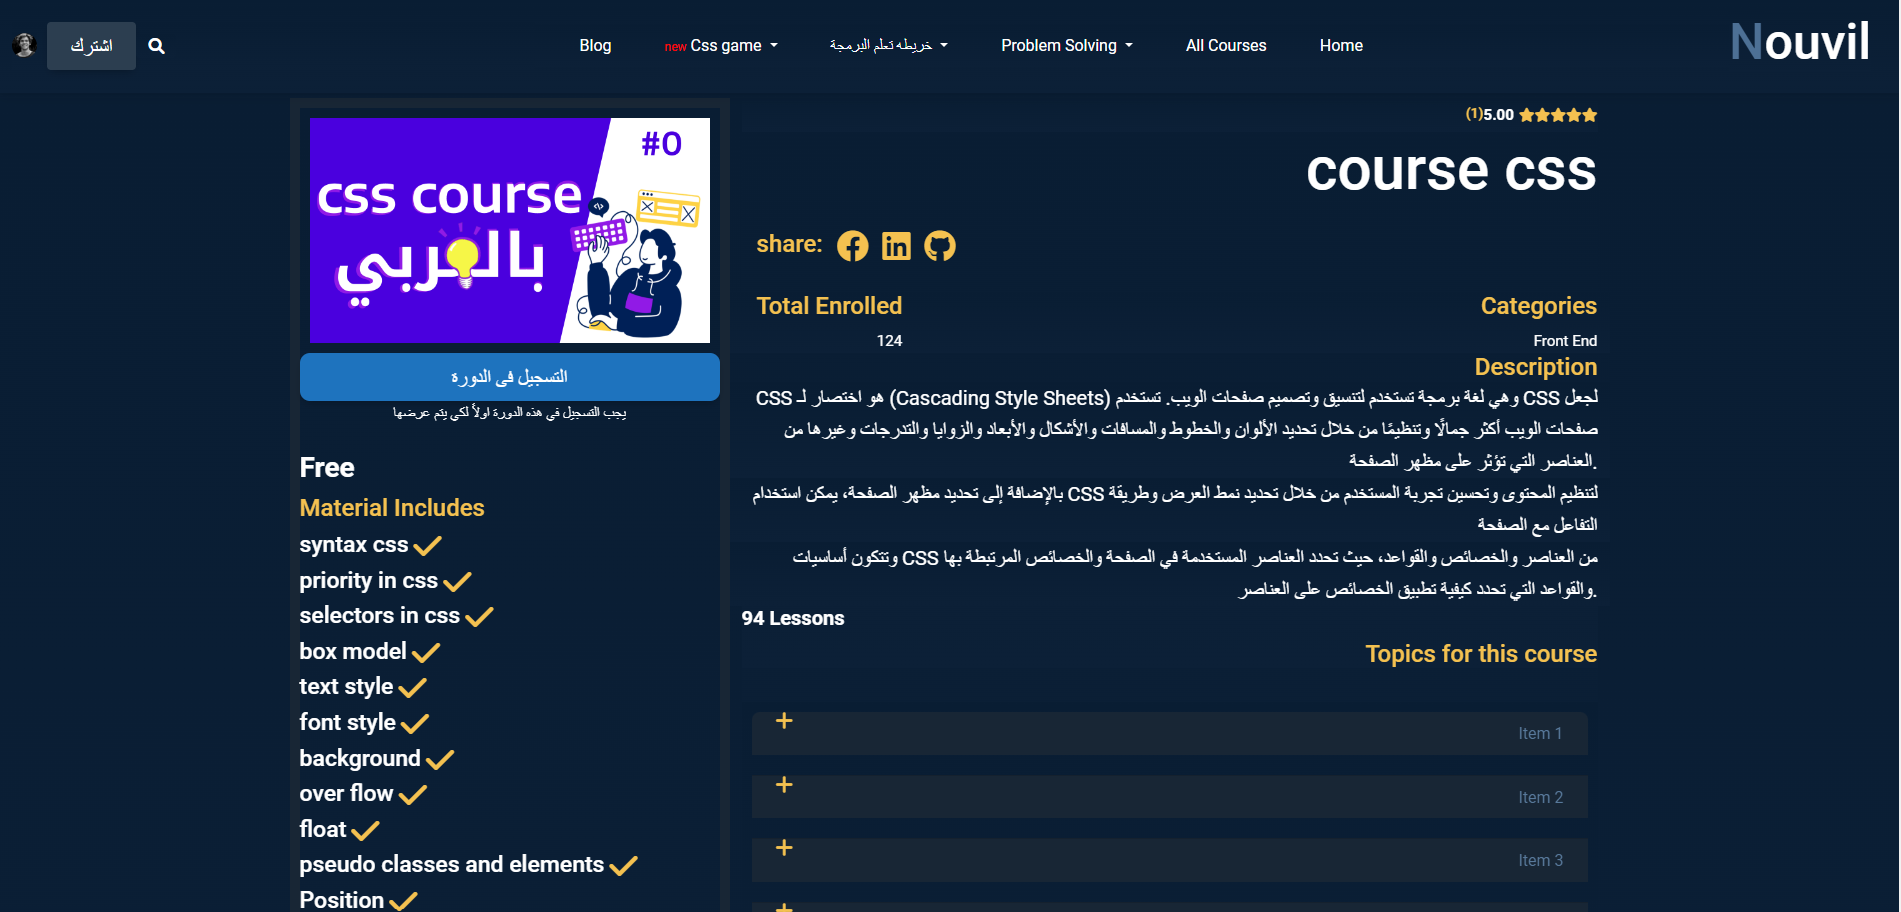 Nouvil
Home
All Courses
Problem Solving
خريطه تعلم البرمجة
new Css game
Blog
اشترك
(1)5.00
course css
share:
Categories
Front End
Total Enrolled
124
Description
CSS هو اختصار لـ (Cascading Style Sheets) وهي لغة برمجة تستخدم لتنسيق وتصميم صفحات الويب. تستخدم CSS لجعل
صفحات الويب أكثر جمالًا وتنظيمًا من خلال تحديد الألوان والخطوط والمسافات والأشكال والأبعاد والزوايا والتدرجات وغيرها من
.العناصر التي تؤثر على مظهر الصفحة
لتنظيم المحتوى وتحسين تجربة المستخدم من خلال تحديد نمط العرض وطريقة CSS بالإضافة إلى تحديد مظهر الصفحة، يمكن استخدام
التفاعل مع الصفحة
من العناصر والخصائص والقواعد، حيث تحدد العناصر المستخدمة في الصفحة والخصائص المرتبطة بها CSS وتتكون أساسيات
.والقواعد التي تحدد كيفية تطبيق الخصائص على العناصر
94 Lessons
Topics for this course
Item 1
Item 2
Item 3
#0
css course
بالعربي
التسجيل فى الدورة
يجب التسجيل في هذه الدورة اولاً لكي يتم عرضها
Free
Material Includes
syntax css
priority in css
selectors in css
box model
text style
font style
background
over flow
float
pseudo classes and elements
Position